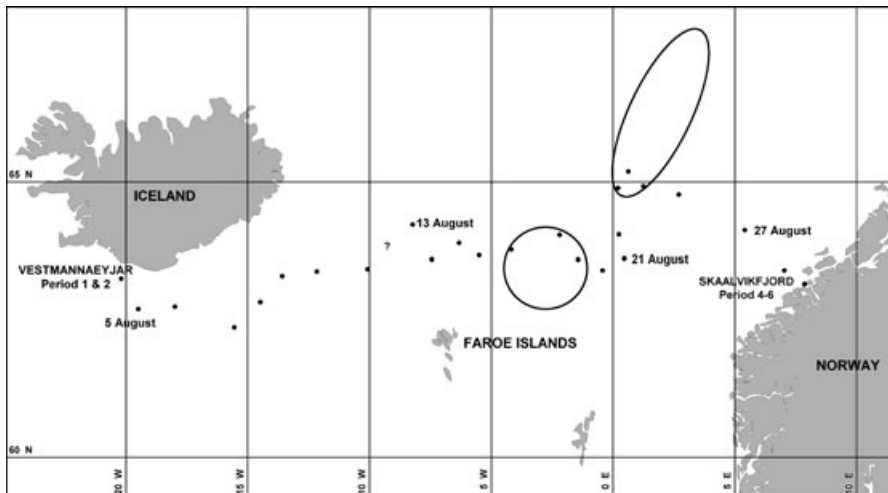 65 N
ICELAND
13 August
?
27 August
21 August
VESTMANNAEYJAR
Period 1 & 2
SKAALVIKFJORD
Period 4-6
5 August
FAROE ISLANDS
NORWAY
60 N
20 W
15 W
10 W
5 W
0 E
5 E
10 E